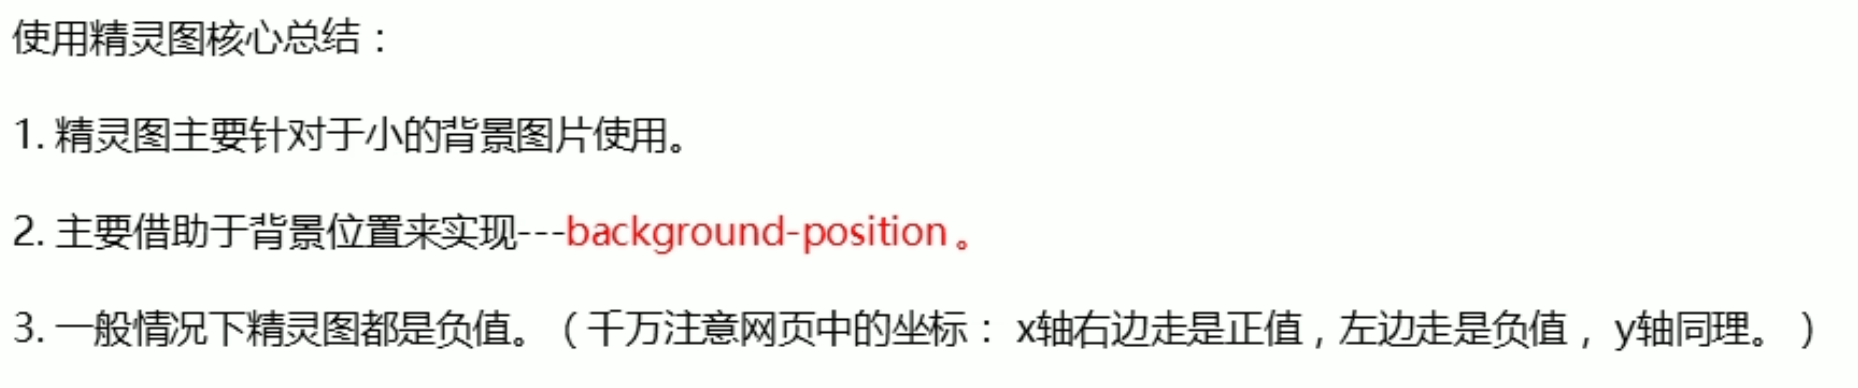 使用精灵图核心总结：
1. 精灵图主要针对于小的背景图片使用。
2. 主要借助于背景位置来实现---background-position。
3. 一般情况下精灵图都是负值。（千万注意网页中的坐标： x轴右边走是正值，左边走是负值， y轴同理。）